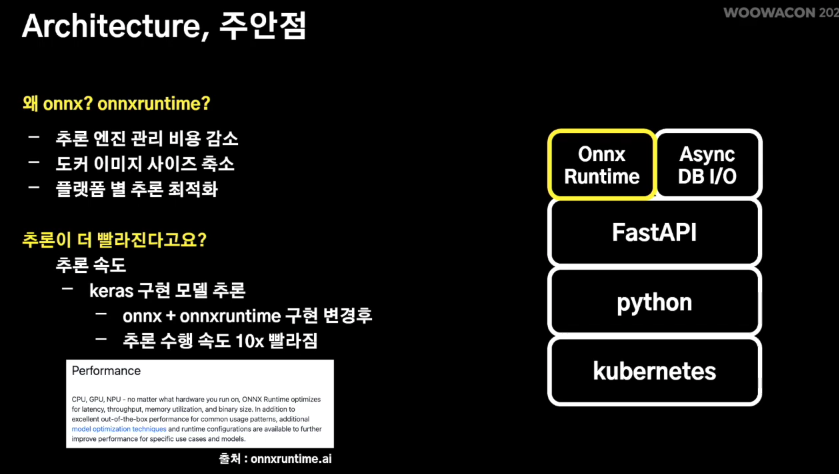 Architecture, 주안점
WOOWACON 202
왜 onnx? onnxruntime?
- 추론 엔진 관리 비용 감소
- 도커 이미지 사이즈 축소
- 플랫폼 별 추론 최적화
추론이 더 빨라진다고요?
추론 속도
- keras 구현 모델 추론
- onnx + onnxruntime 구현 변경후
- 추론 수행 속도 10x 빨라짐
Performance
CPU, GPU, NPU - no matter what hardware you run on, ONNX Runtime optimizes
for latency, throughput, memory utilization, and binary size. In addition to
excellent out-of-the-box performance for common usage patterns, additional
model optimization techniques and runtime configurations are available to further
improve performance for specific use cases and models.
출처 : onnxruntime.ai
Onnx
Runtime
Async
DB I/O
FastAPI
python
kubernetes